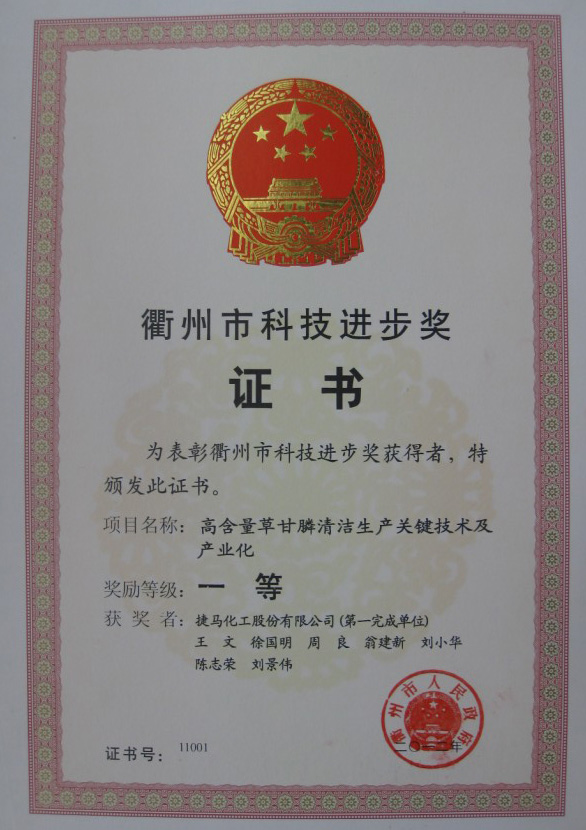 衢州市科技进步奖
证 书
为表彰衢州市科技进步奖获得者，特
颁发此证书。
项目名称：高含量草甘膦清洁生产关键技术及
产业化
奖励等级：一 等
获 奖 者：捷马化工股份有限公司(第一完成单位)
王 文 徐国明 周 良 翁建新 刘小华
陈志荣 刘景伟
衢州市人民政府
证书号：11001